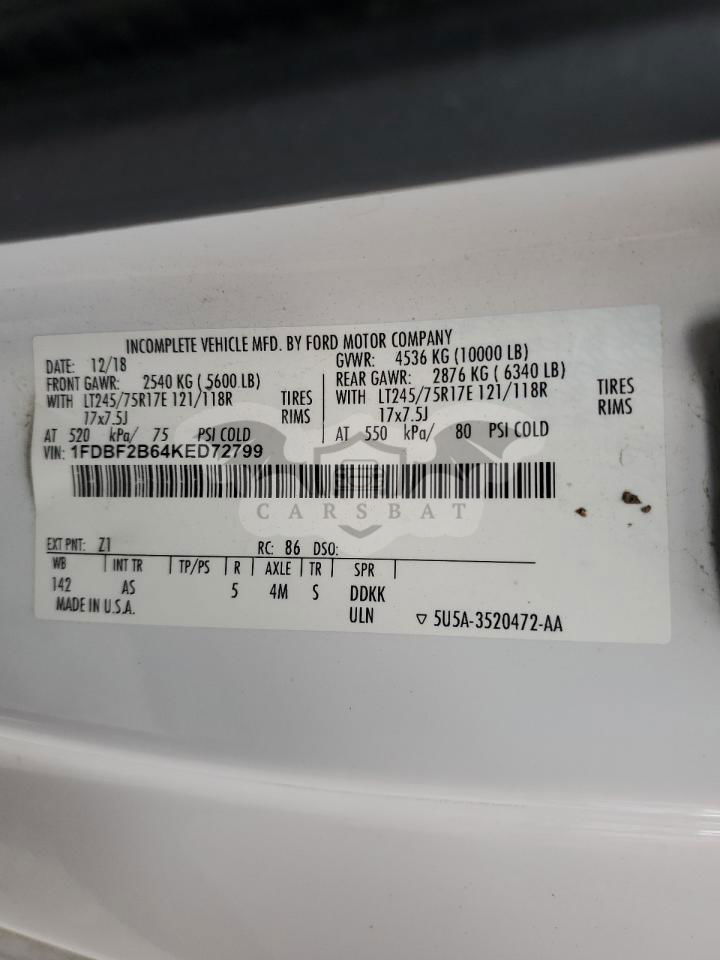 INCOMPLETE VEHICLE MFD. BY FORD MOTOR COMPANY
DATE: 12/18 GVWR: 4536 KG (10000 LB)
FRONT GAWR: 2540 KG ( 5600 LB) REAR GAWR: 2876 KG ( 6340 LB)
WITH LT245/75R17E 121/118R TIRES WITH LT245/75R17E 121/118R TIRES
17x7.5J RIMS 17x7.5J RIMS
AT 520 kPa/ 75 PSI COLD AT 550 kPa/ 80 PSI COLD
VIN: 1FDBF2B64KED72799
CARSBAT
EXT PNT: Z1 RC: 86 DSO:
WB | INT TR | TP/PS | R | AXLE | TR | SPR |
142 AS 5 4M S DDKK
MADE IN U.S.A. ULN ▽ 5U5A-3520472-AA